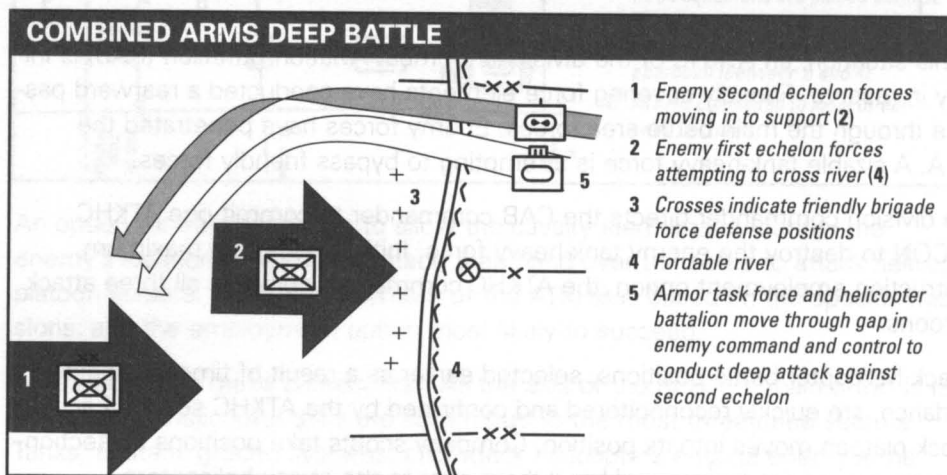 COMBINED ARMS DEEP BATTLE
1 Enemy second echelon forces
moving in to support (2)
2 Enemy first echelon forces
attempting to cross river (4)
3 Crosses indicate friendly brigade
force defense positions
4 Fordable river
5 Armor task force and helicopter
battalion move through gap in
enemy command and control to
conduct deep attack against
second echelon
xx
3
5
2
x
4
xx
1
xx